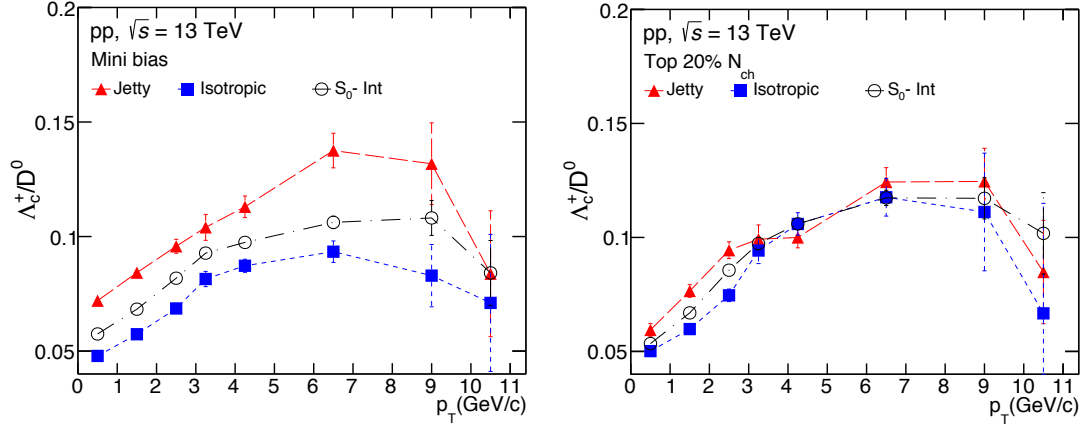 pp, √s = 13 TeV
Mini bias
Jetty Isotropic S₀- Int
0.2
0.15
0.1
0.05
Λc⁺/D⁰
0 1 2 3 4 5 6 7 8 9 10 11
pT(GeV/c)
pp, √s = 13 TeV
Top 20% Nch
Jetty Isotropic S₀- Int
0.2
0.15
0.1
0.05
Λc⁺/D⁰
0 1 2 3 4 5 6 7 8 9 10 11
pT(GeV/c)